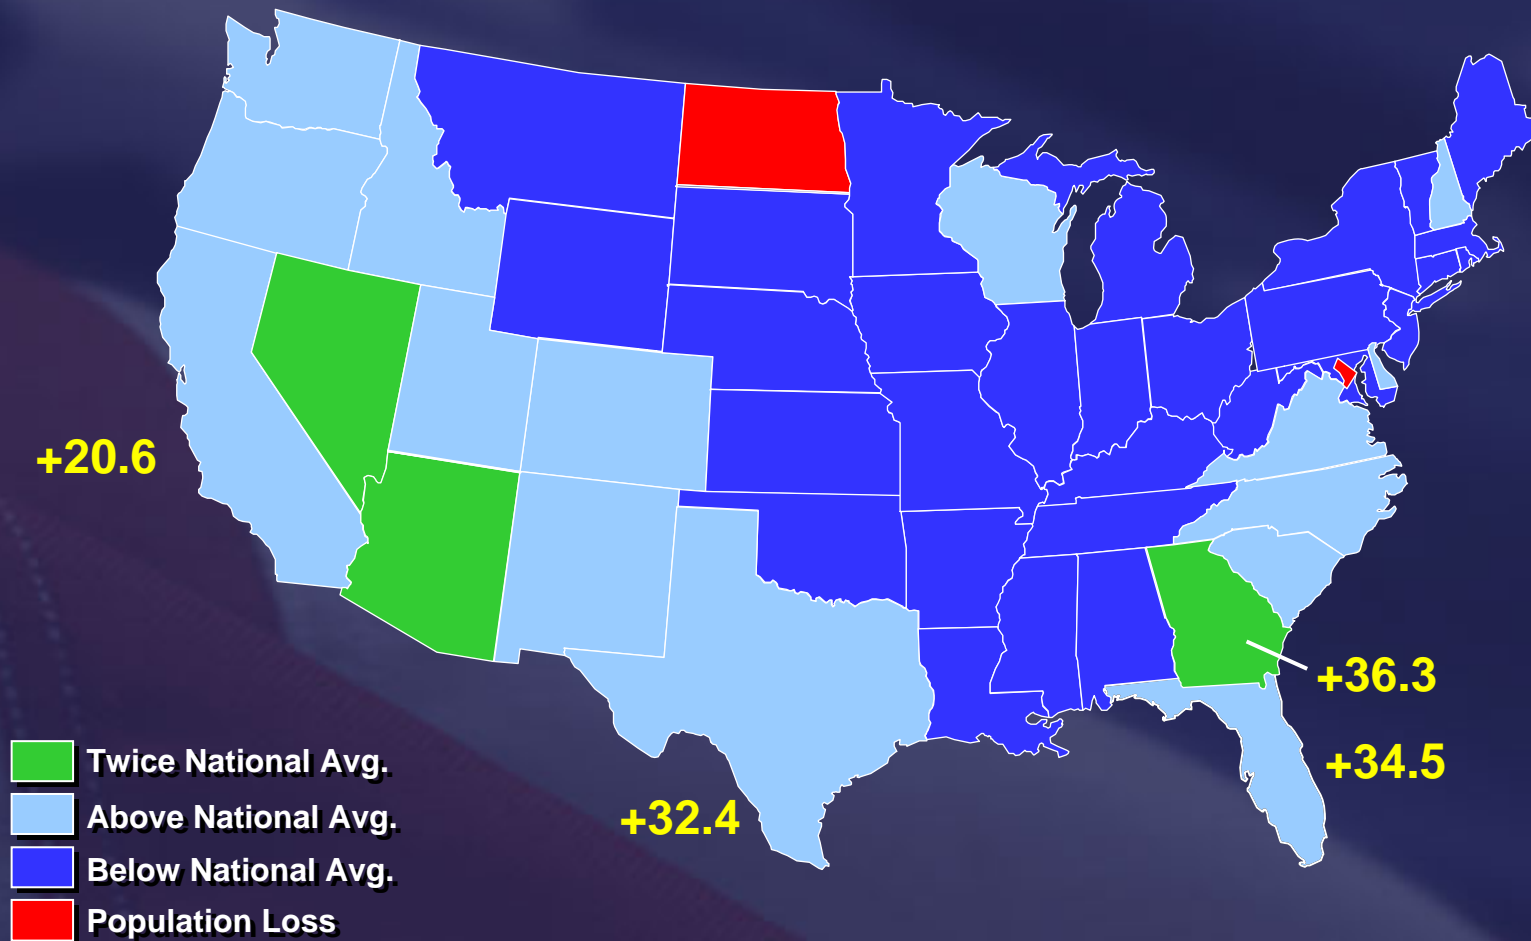 +20.6
+36.3
+34.5
+32.4
Twice National Avg.
Above National Avg.
Below National Avg.
Population Loss